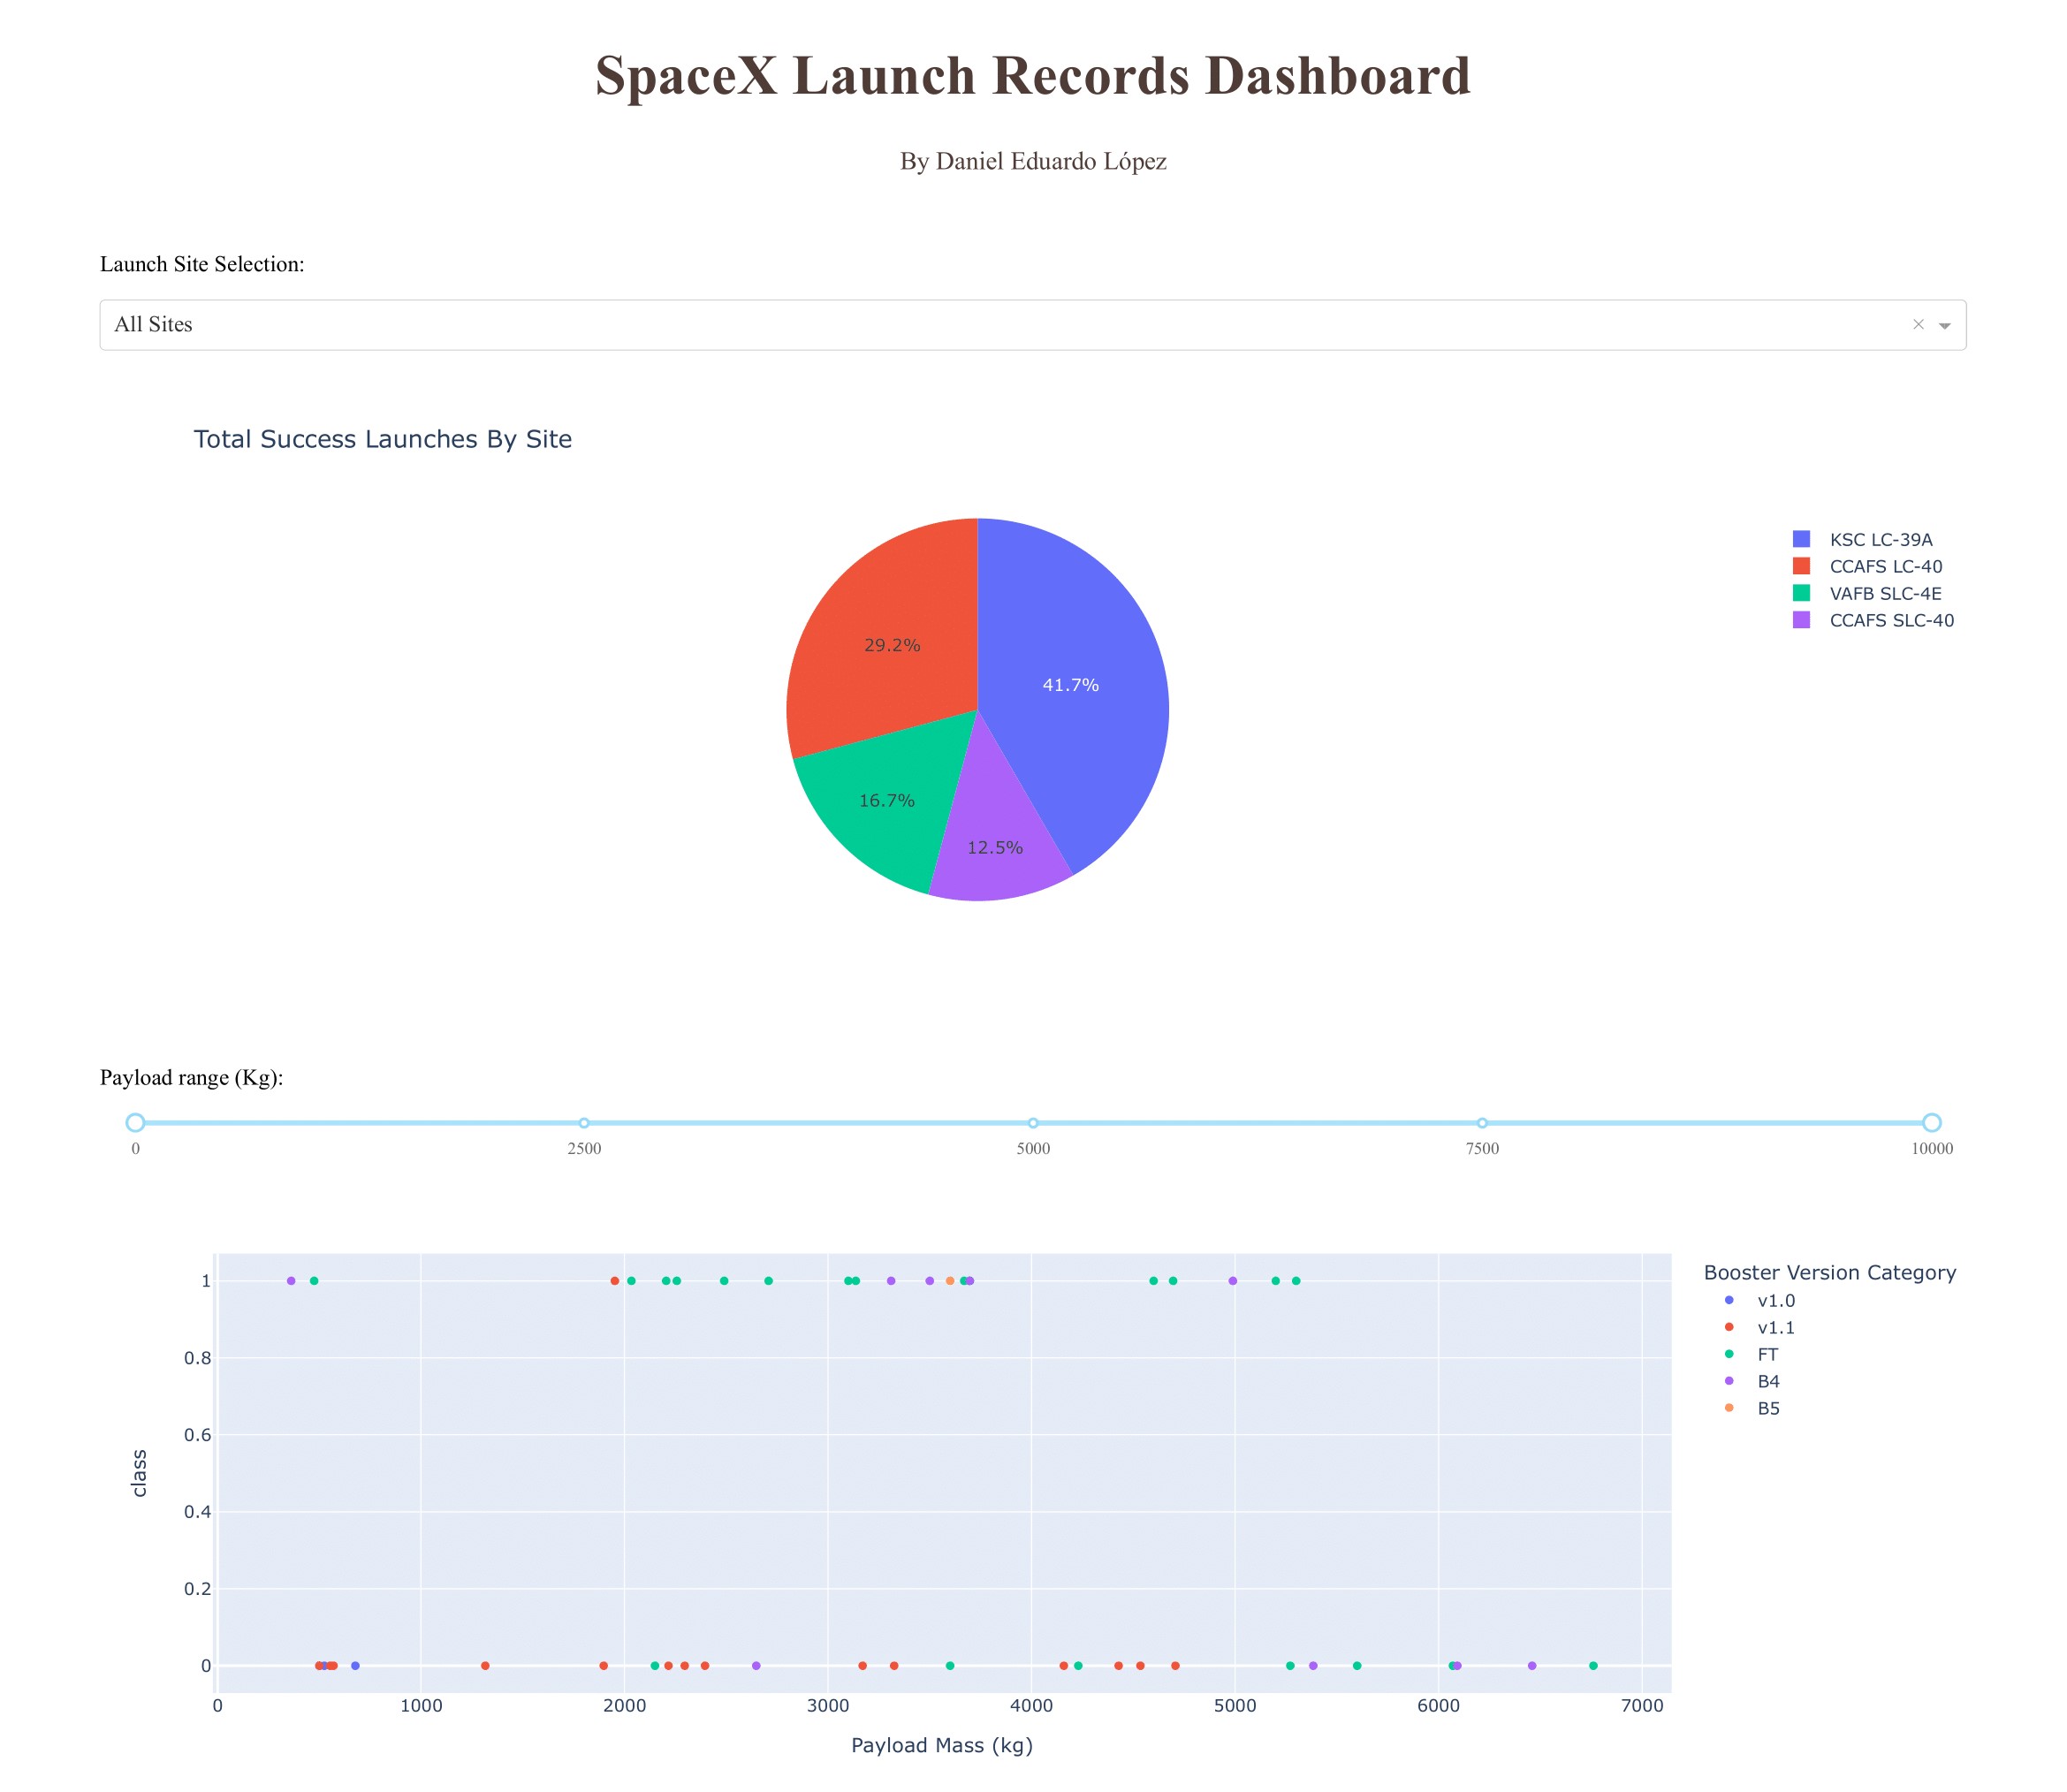 SpaceX Launch Records Dashboard
By Daniel Eduardo López
Launch Site Selection:
All Sites
Total Success Launches By Site
KSC LC-39A
CCAFS LC-40
VAFB SLC-4E
CCAFS SLC-40
29.2%
41.7%
16.7%
12.5%
Payload range (Kg):
0 2500 5000 7500 10000
Booster Version Category
v1.0
v1.1
FT
B4
B5
1
0.8
0.6
0.4
0.2
0
class
0 1000 2000 3000 4000 5000 6000 7000
Payload Mass (kg)